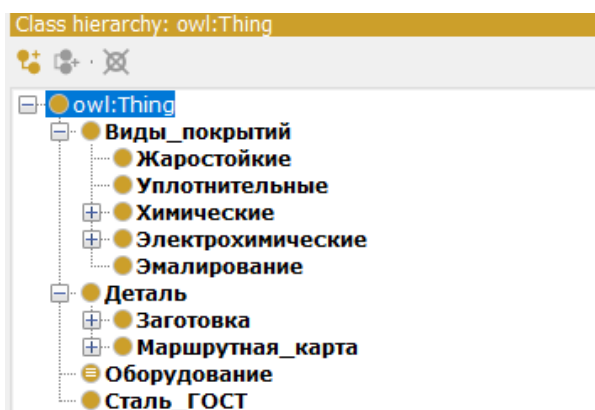 Class hierarchy: owl:Thing
owl:Thing
Виды_покрытий
Жаростойкие
Уплотнительные
Химические
Электрохимические
Эмалирование
Деталь
Заготовка
Маршрутная_карта
Оборудование
Сталь_ГОСТ